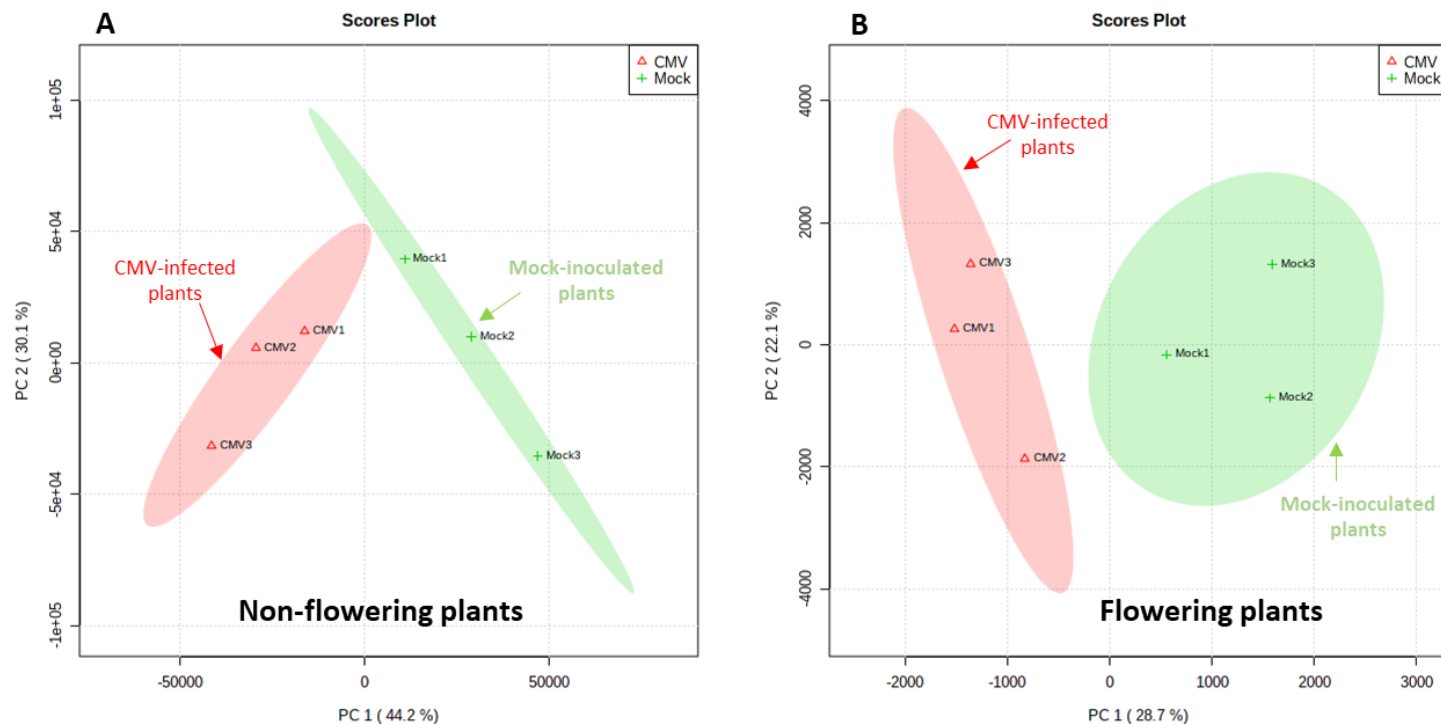 A
Scores Plot
CMV
Mock
CMV-infected
plants
Mock-inoculated
plants
Mock1
Mock2
Mock3
CMV1
CMV2
CMV3
Non-flowering plants
1e+05
5e+04
0e+00
-5e+04
-1e+05
PC 2 ( 30.1 %)
-50000
0
50000
PC 1 ( 44.2 %)
B
Scores Plot
CMV
Mock
CMV-infected
plants
CMV3
CMV1
CMV2
Mock3
Mock1
Mock2
Mock-inoculated
plants
Flowering plants
4000
2000
0
-2000
-4000
PC 2 ( 22.1 %)
-2000
-1000
0
1000
2000
3000
PC 1 ( 28.7 %)